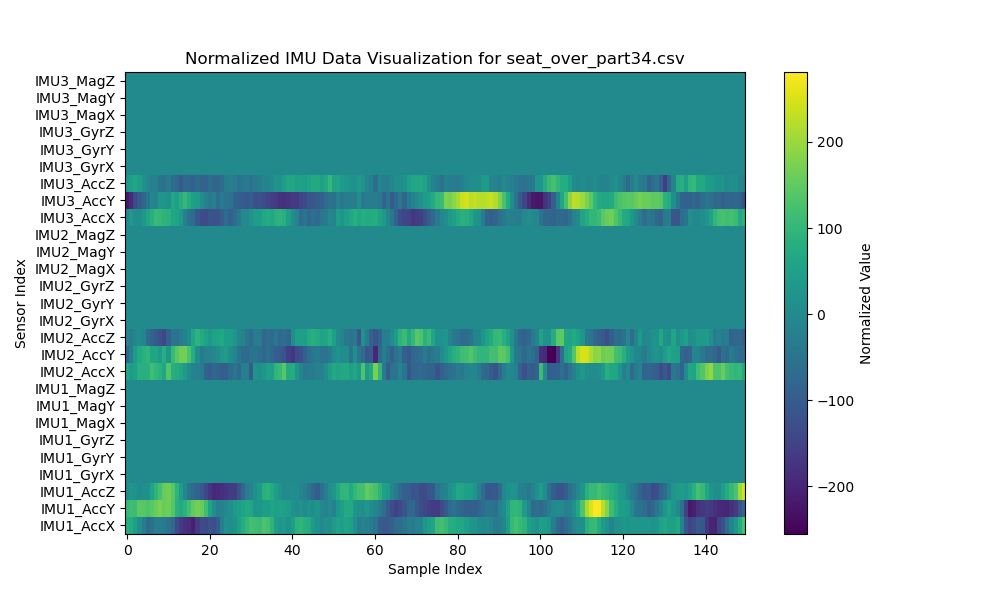 Normalized IMU Data Visualization for seat_over_part34.csv
IMU3_MagZ
IMU3_MagY
IMU3_MagX
IMU3_GyrZ
IMU3_GyrY
IMU3_GyrX
IMU3_AccZ
IMU3_AccY
IMU3_AccX
IMU2_MagZ
IMU2_MagY
IMU2_MagX
IMU2_GyrZ
IMU2_GyrY
IMU2_GyrX
IMU2_AccZ
IMU2_AccY
IMU2_AccX
IMU1_MagZ
IMU1_MagY
IMU1_MagX
IMU1_GyrZ
IMU1_GyrY
IMU1_GyrX
IMU1_AccZ
IMU1_AccY
IMU1_AccX
Sensor Index
0 20 40 60 80 100 120 140
Sample Index
200
100
0
−100
−200
Normalized Value